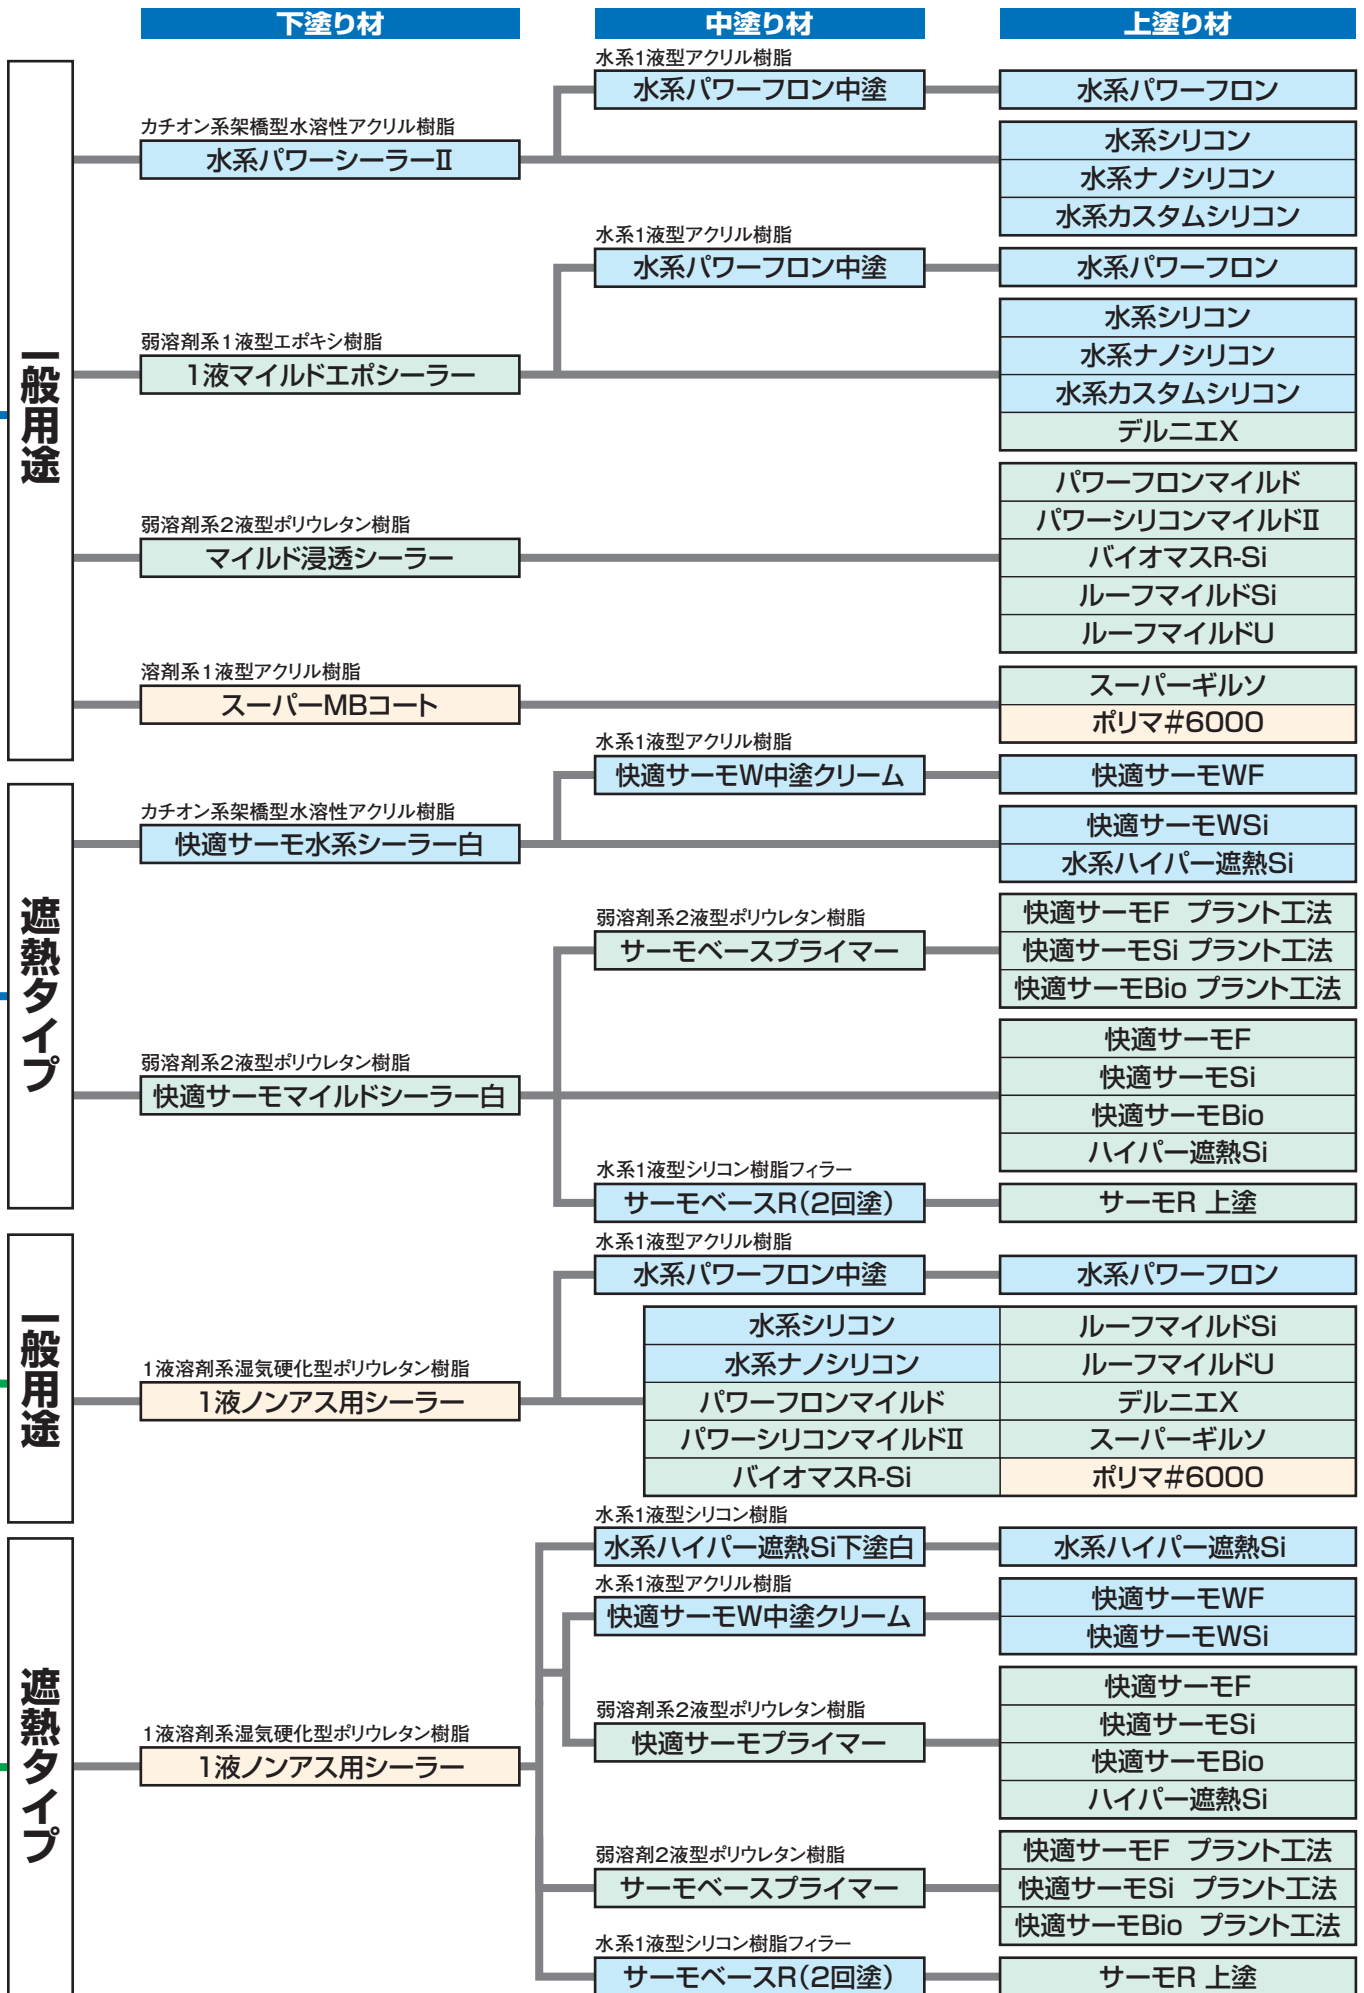 下塗り材
中塗り材
上塗り材
一般用途
水系1液型アクリル樹脂
水系パワーフロン中塗
水系パワーフロン
カチオン系架橋型水溶性アクリル樹脂
水系パワーシーラーⅡ
水系シリコン
水系ナノシリコン
水系カスタムシリコン
水系1液型アクリル樹脂
水系パワーフロン中塗
水系パワーフロン
弱溶剤系1液型エポキシ樹脂
1液マイルドエポシーラー
水系シリコン
水系ナノシリコン
水系カスタムシリコン
デルニエX
弱溶剤系2液型ポリウレタン樹脂
マイルド浸透シーラー
パワーフロンマイルド
パワーシリコンマイルドⅡ
バイオマスR-Si
ルーフマイルドSi
ルーフマイルドU
溶剤系1液型アクリル樹脂
スーパーMBコート
スーパーギルソ
ポリマ#6000
遮熱タイプ
水系1液型アクリル樹脂
快適サーモW中塗クリーム
快適サーモWF
カチオン系架橋型水溶性アクリル樹脂
快適サーモ水系シーラー白
快適サーモWSi
水系ハイパー遮熱Si
弱溶剤系2液型ポリウレタン樹脂
サーモベースプライマー
快適サーモF プラント工法
快適サーモSi プラント工法
快適サーモBio プラント工法
弱溶剤系2液型ポリウレタン樹脂
快適サーモマイルドシーラー白
快適サーモF
快適サーモSi
快適サーモBio
ハイパー遮熱Si
水系1液型シリコン樹脂フィラー
サーモベースR(2回塗)
サーモR 上塗
一般用途
水系1液型アクリル樹脂
水系パワーフロン中塗
水系パワーフロン
1液溶剤系湿気硬化型ポリウレタン樹脂
1液ノンアス用シーラー
水系シリコン
ルーフマイルドSi
水系ナノシリコン
ルーフマイルドU
パワーフロンマイルド
デルニエX
パワーシリコンマイルドⅡ
スーパーギルソ
バイオマスR-Si
ポリマ#6000
遮熱タイプ
1液溶剤系湿気硬化型ポリウレタン樹脂
1液ノンアス用シーラー
水系1液型シリコン樹脂
水系ハイパー遮熱Si下塗白
水系ハイパー遮熱Si
水系1液型アクリル樹脂
快適サーモW中塗クリーム
快適サーモWF
快適サーモWSi
弱溶剤系2液型ポリウレタン樹脂
快適サーモプライマー
快適サーモF
快適サーモSi
快適サーモBio
ハイパー遮熱Si
弱溶剤2液型ポリウレタン樹脂
サーモベースプライマー
快適サーモF プラント工法
快適サーモSi プラント工法
快適サーモBio プラント工法
水系1液型シリコン樹脂フィラー
サーモベースR(2回塗)
サーモR 上塗